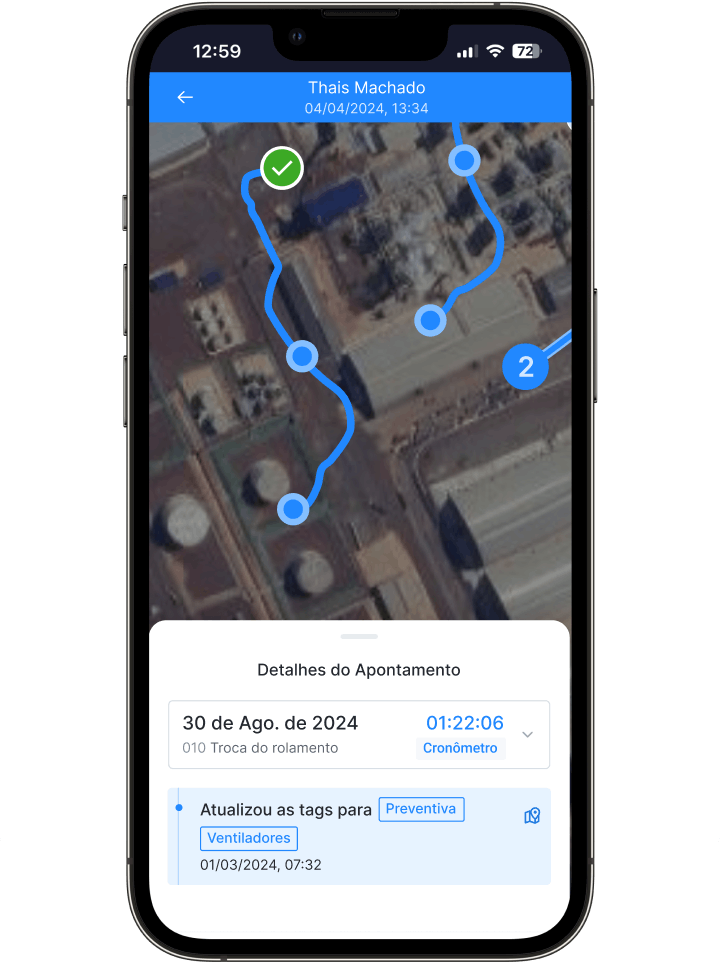 12:59
72
Thais Machado
04/04/2024, 13:34
2
Detalhes do Apontamento
30 de Ago. de 2024
01:22:06
010 Troca do rolamento
Cronômetro
Atualizou as tags para Preventiva
Ventiladores
01/03/2024, 07:32